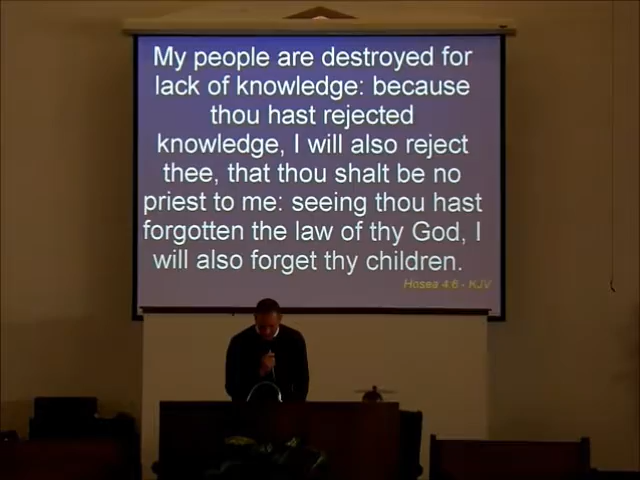 My people are destroyed for
lack of knowledge: because
thou hast rejected
knowledge, I will also reject
thee, that thou shalt be no
priest to me: seeing thou hast
forgotten the law of thy God, I
will also forget thy children.
Hosea 4:6 - KJV